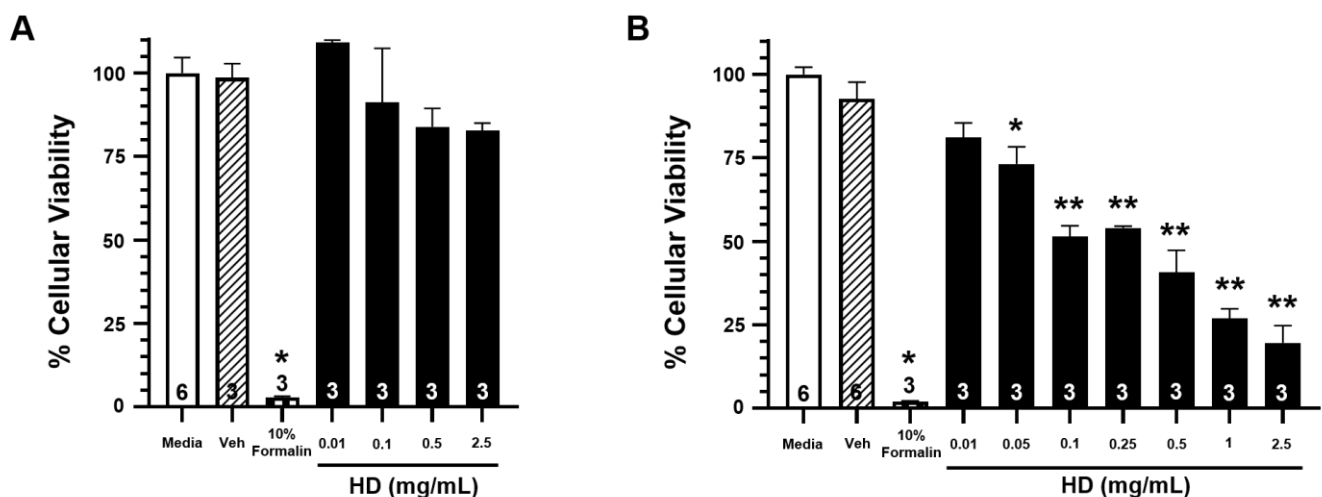 A
% Cellular Viability
100
75
50
25
0
*
6 3 3 3 3 3 3
Media Veh 10% Formalin 0.01 0.1 0.5 2.5
HD (mg/mL)
B
% Cellular Viability
100
75
50
25
0
* * ** ** ** ** **
6 6 3 3 3 3 3 3 3 3
Media Veh 10% Formalin 0.01 0.05 0.1 0.25 0.5 1 2.5
HD (mg/mL)